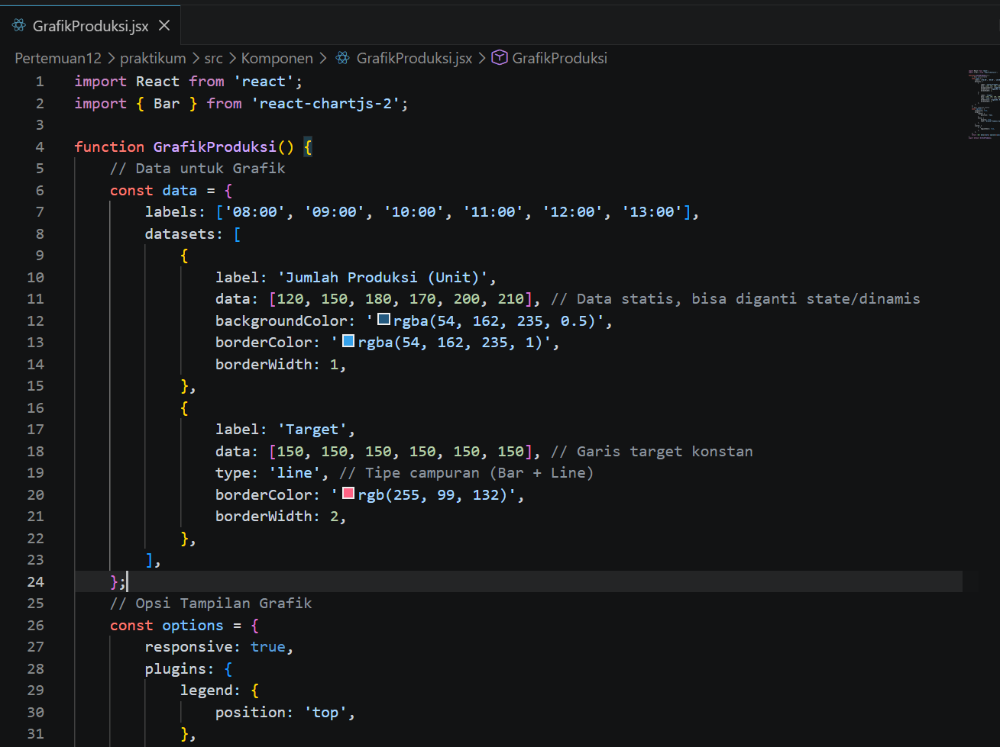 GrafikProduksi.jsx
Pertemuan12 > praktikum > src > Komponen > GrafikProduksi.jsx > GrafikProduksi
1 import React from 'react';
2 import { Bar } from 'react-chartjs-2';
3
4 function GrafikProduksi() {
5     // Data untuk Grafik
6     const data = {
7         labels: ['08:00', '09:00', '10:00', '11:00', '12:00', '13:00'],
8         datasets: [
9             {
10                 label: 'Jumlah Produksi (Unit)',
11                 data: [120, 150, 180, 170, 200, 210], // Data statis, bisa diganti state/dinamis
12                 backgroundColor: 'rgba(54, 162, 235, 0.5)',
13                 borderColor: 'rgba(54, 162, 235, 1)',
14                 borderWidth: 1,
15             },
16             {
17                 label: 'Target',
18                 data: [150, 150, 150, 150, 150, 150], // Garis target konstan
19                 type: 'line', // Tipe campuran (Bar + Line)
20                 borderColor: 'rgb(255, 99, 132)',
21                 borderWidth: 2,
22             },
23         ],
24     };
25     // Opsi Tampilan Grafik
26     const options = {
27         responsive: true,
28         plugins: {
29             legend: {
30                 position: 'top',
31             },